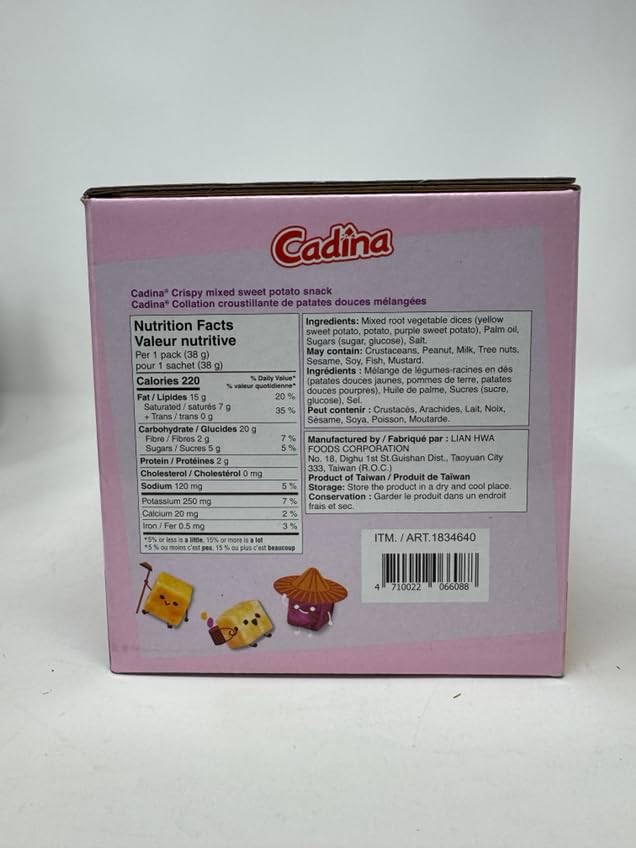 Cadina
Cadina® Crispy mixed sweet potato snack
Cadina® Collation croustillante de patates douces mélangées
Nutrition Facts
Valeur nutritive
Per 1 pack (38 g)
pour 1 sachet (38 g)
Calories 220
% Daily Value*
% valeur quotidienne*
Fat / Lipides 15 g 20 %
Saturated / saturés 7 g 35 %
+ Trans / trans 0 g
Carbohydrate / Glucides 20 g
Fibre / Fibres 2 g 7 %
Sugars / Sucres 5 g 5 %
Protein / Protéines 2 g
Cholesterol / Cholestérol 0 mg
Sodium 120 mg 5 %
Potassium 250 mg 7 %
Calcium 20 mg 2 %
Iron / Fer 0.5 mg 3 %
*5% or less is a little, 15% or more is a lot
*5 % ou moins c'est peu, 15 % ou plus c'est beaucoup
Ingredients: Mixed root vegetable dices (yellow
sweet potato, potato, purple sweet potato), Palm oil,
Sugars (sugar, glucose), Salt.
May contain: Crustaceans, Peanut, Milk, Tree nuts,
Sesame, Soy, Fish, Mustard.
Ingrédients : Mélange de légumes-racines en dés
(patates douces jaunes, pommes de terre, patates
douces pourpres), Huile de palme, Sucres (sucre,
glucose), Sel.
Peut contenir : Crustacés, Arachides, Lait, Noix,
Sésame, Soya, Poisson, Moutarde.
Manufactured by / Fabriqué par : LIAN HWA
FOODS CORPORATION
No. 18, Dighu 1st St.Guishan Dist., Taoyuan City
333, Taiwan (R.O.C.)
Product of Taiwan / Produit de Taïwan
Storage: Store the product in a dry and cool place.
Conservation : Garder le produit dans un endroit
frais et sec.
ITM. / ART.1834640
4 710022 066088